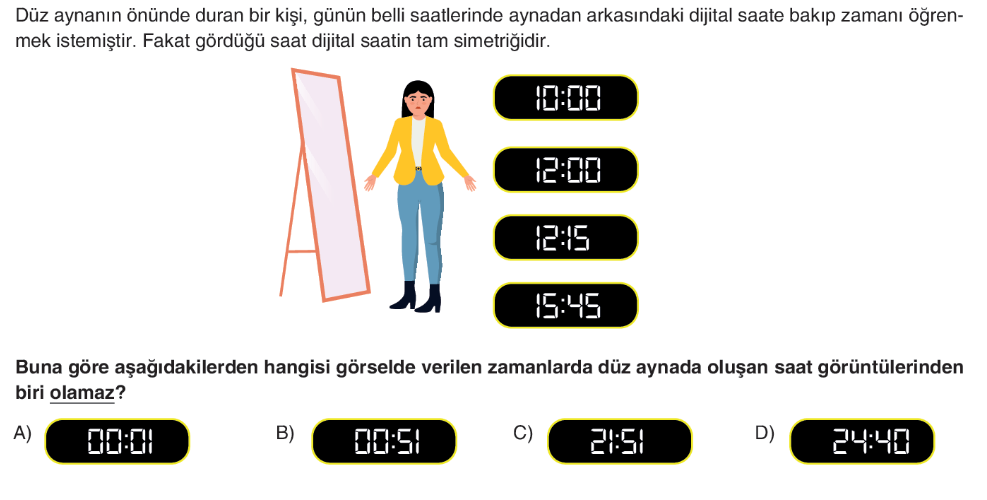 Düz aynanın önünde duran bir kişi, günün belli saatlerinde aynadan arkasındaki dijital saate bakıp zamanı öğren-
mek istemiştir. Fakat gördüğü saat dijital saatin tam simetriğidir.
10:00
12:00
12:15
15:45
Buna göre aşağıdakilerden hangisi görselde verilen zamanlarda düz aynada oluşan saat görüntülerinden
biri olamaz?
A) 00:01 B) 00:51 C) 21:51 D) 24:40